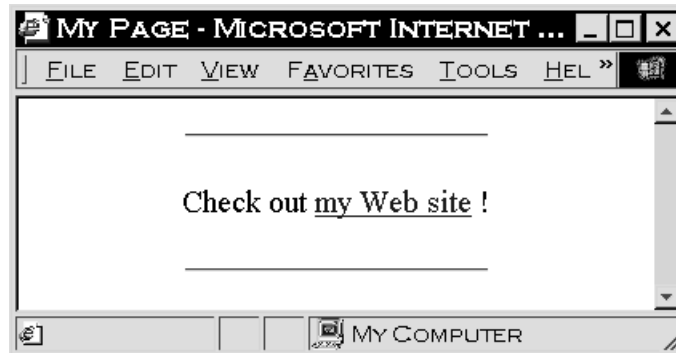 My Page - Microsoft Internet ...
File Edit View Favorites Tools Hel »
Check out my Web site !
My Computer